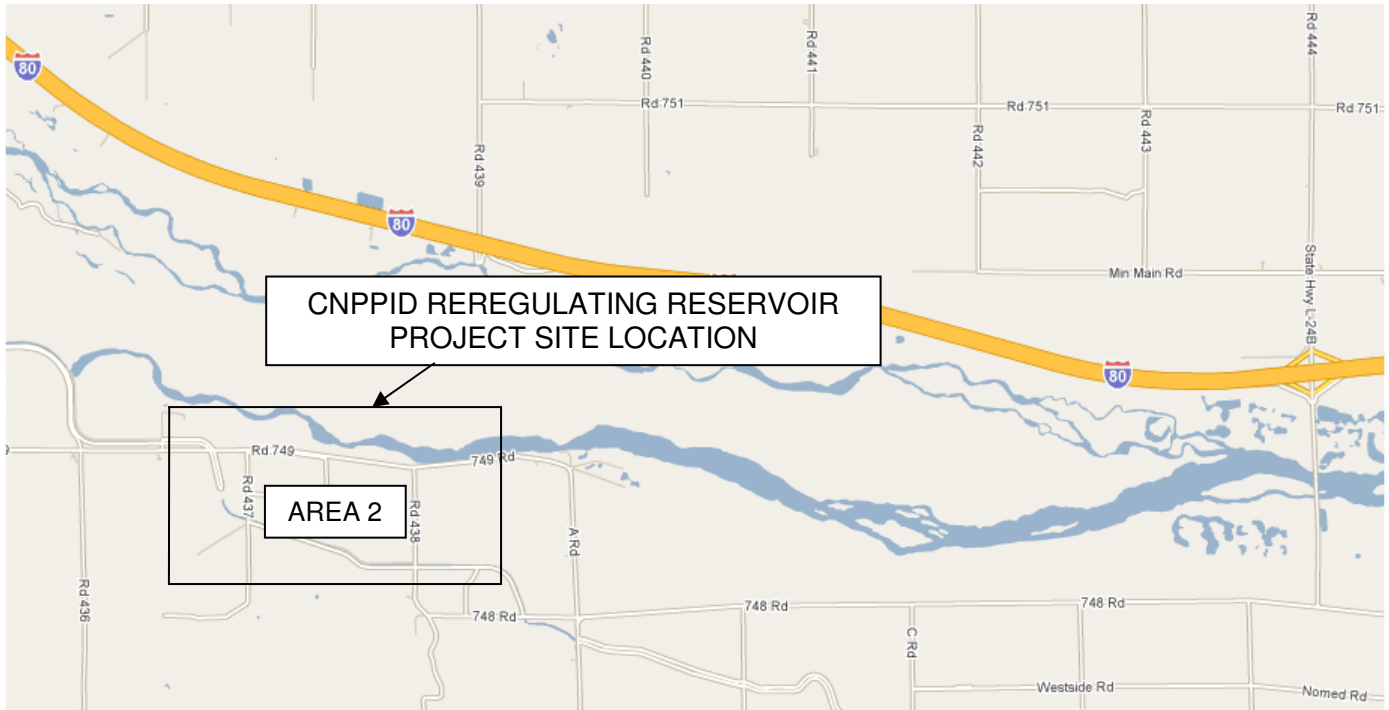 Rd 440
Rd 441
Rd 444
80
Rd 751
Rd 751
Rd 751
Rd 439
Rd 442
Rd 443
80
Min Main Rd
State Hwy L-24B
CNPPID REREGULATING RESERVOIR
PROJECT SITE LOCATION
80
Rd 749
749 Rd
Rd 437
AREA 2
Rd 438
A Rd
Rd 436
748 Rd
748 Rd
748 Rd
C Rd
Westside Rd
Nomed Rd